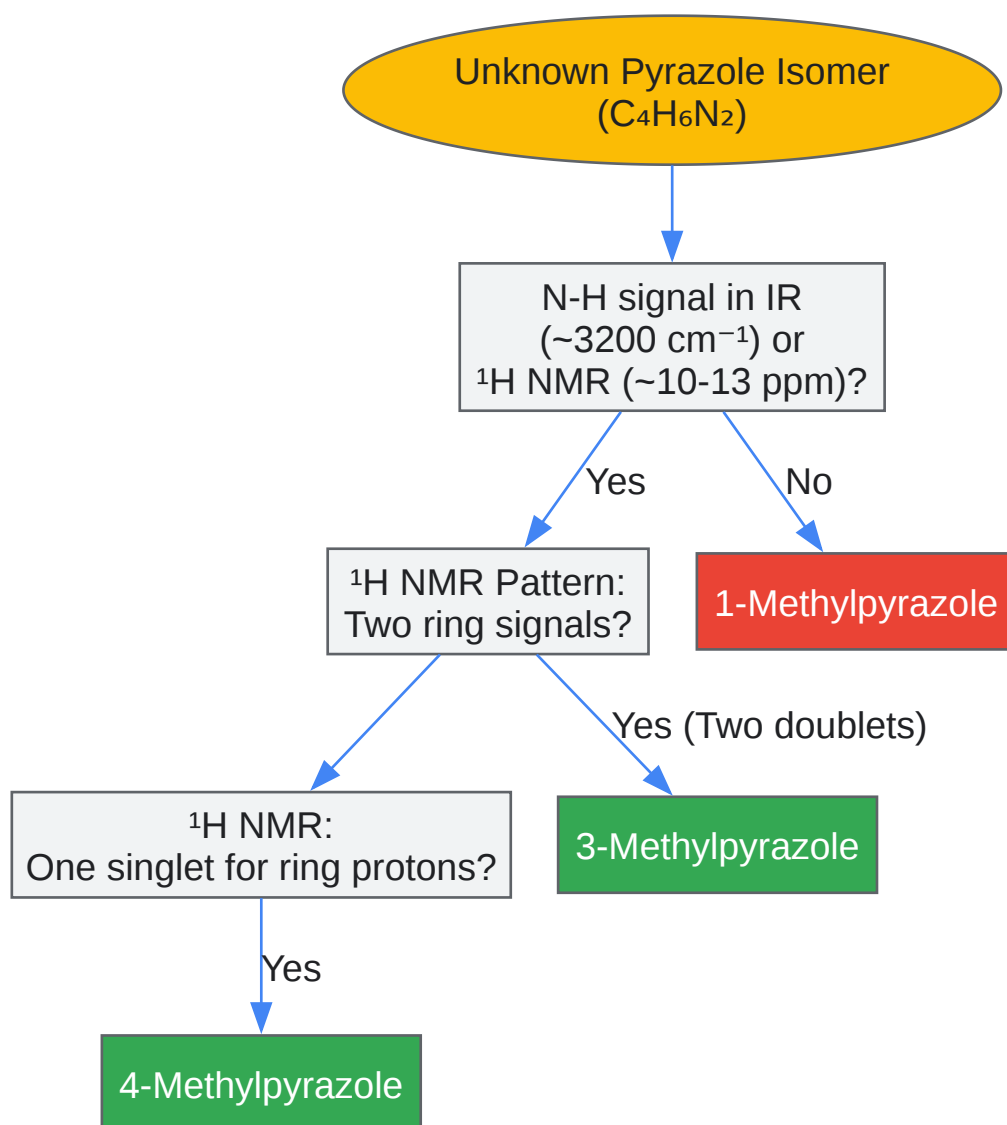 Unknown Pyrazole Isomer
(C₄H₆N₂)
N-H signal in IR
(~3200 cm⁻¹) or
¹H NMR (~10-13 ppm)?
Yes
No
¹H NMR Pattern:
Two ring signals?
1-Methylpyrazole
Yes (Two doublets)
¹H NMR:
One singlet for ring protons?
3-Methylpyrazole
Yes
4-Methylpyrazole